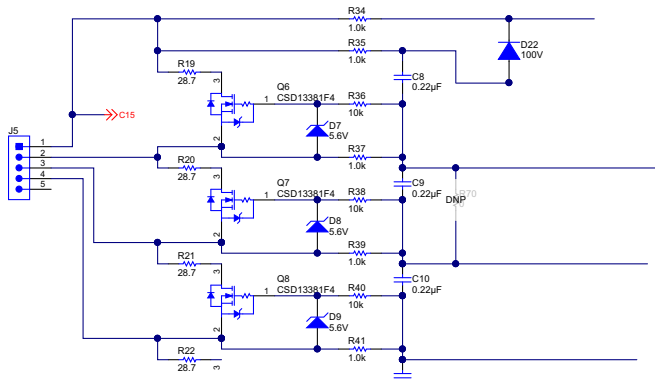 R34
1.0k
R35
1.0k
D22
100V
R19
28.7
3
Q6
CSD13381F4
1
2
C8
0.22µF
R36
10k
D7
5.6V
R37
1.0k
C15
J5
1
2
3
4
5
R20
28.7
3
Q7
CSD13381F4
1
2
C9
0.22µF
R38
10k
R70
DNP
0
D8
5.6V
R39
1.0k
R21
28.7
3
Q8
CSD13381F4
1
2
C10
0.22µF
R40
10k
D9
5.6V
R41
1.0k
R22
28.7
3